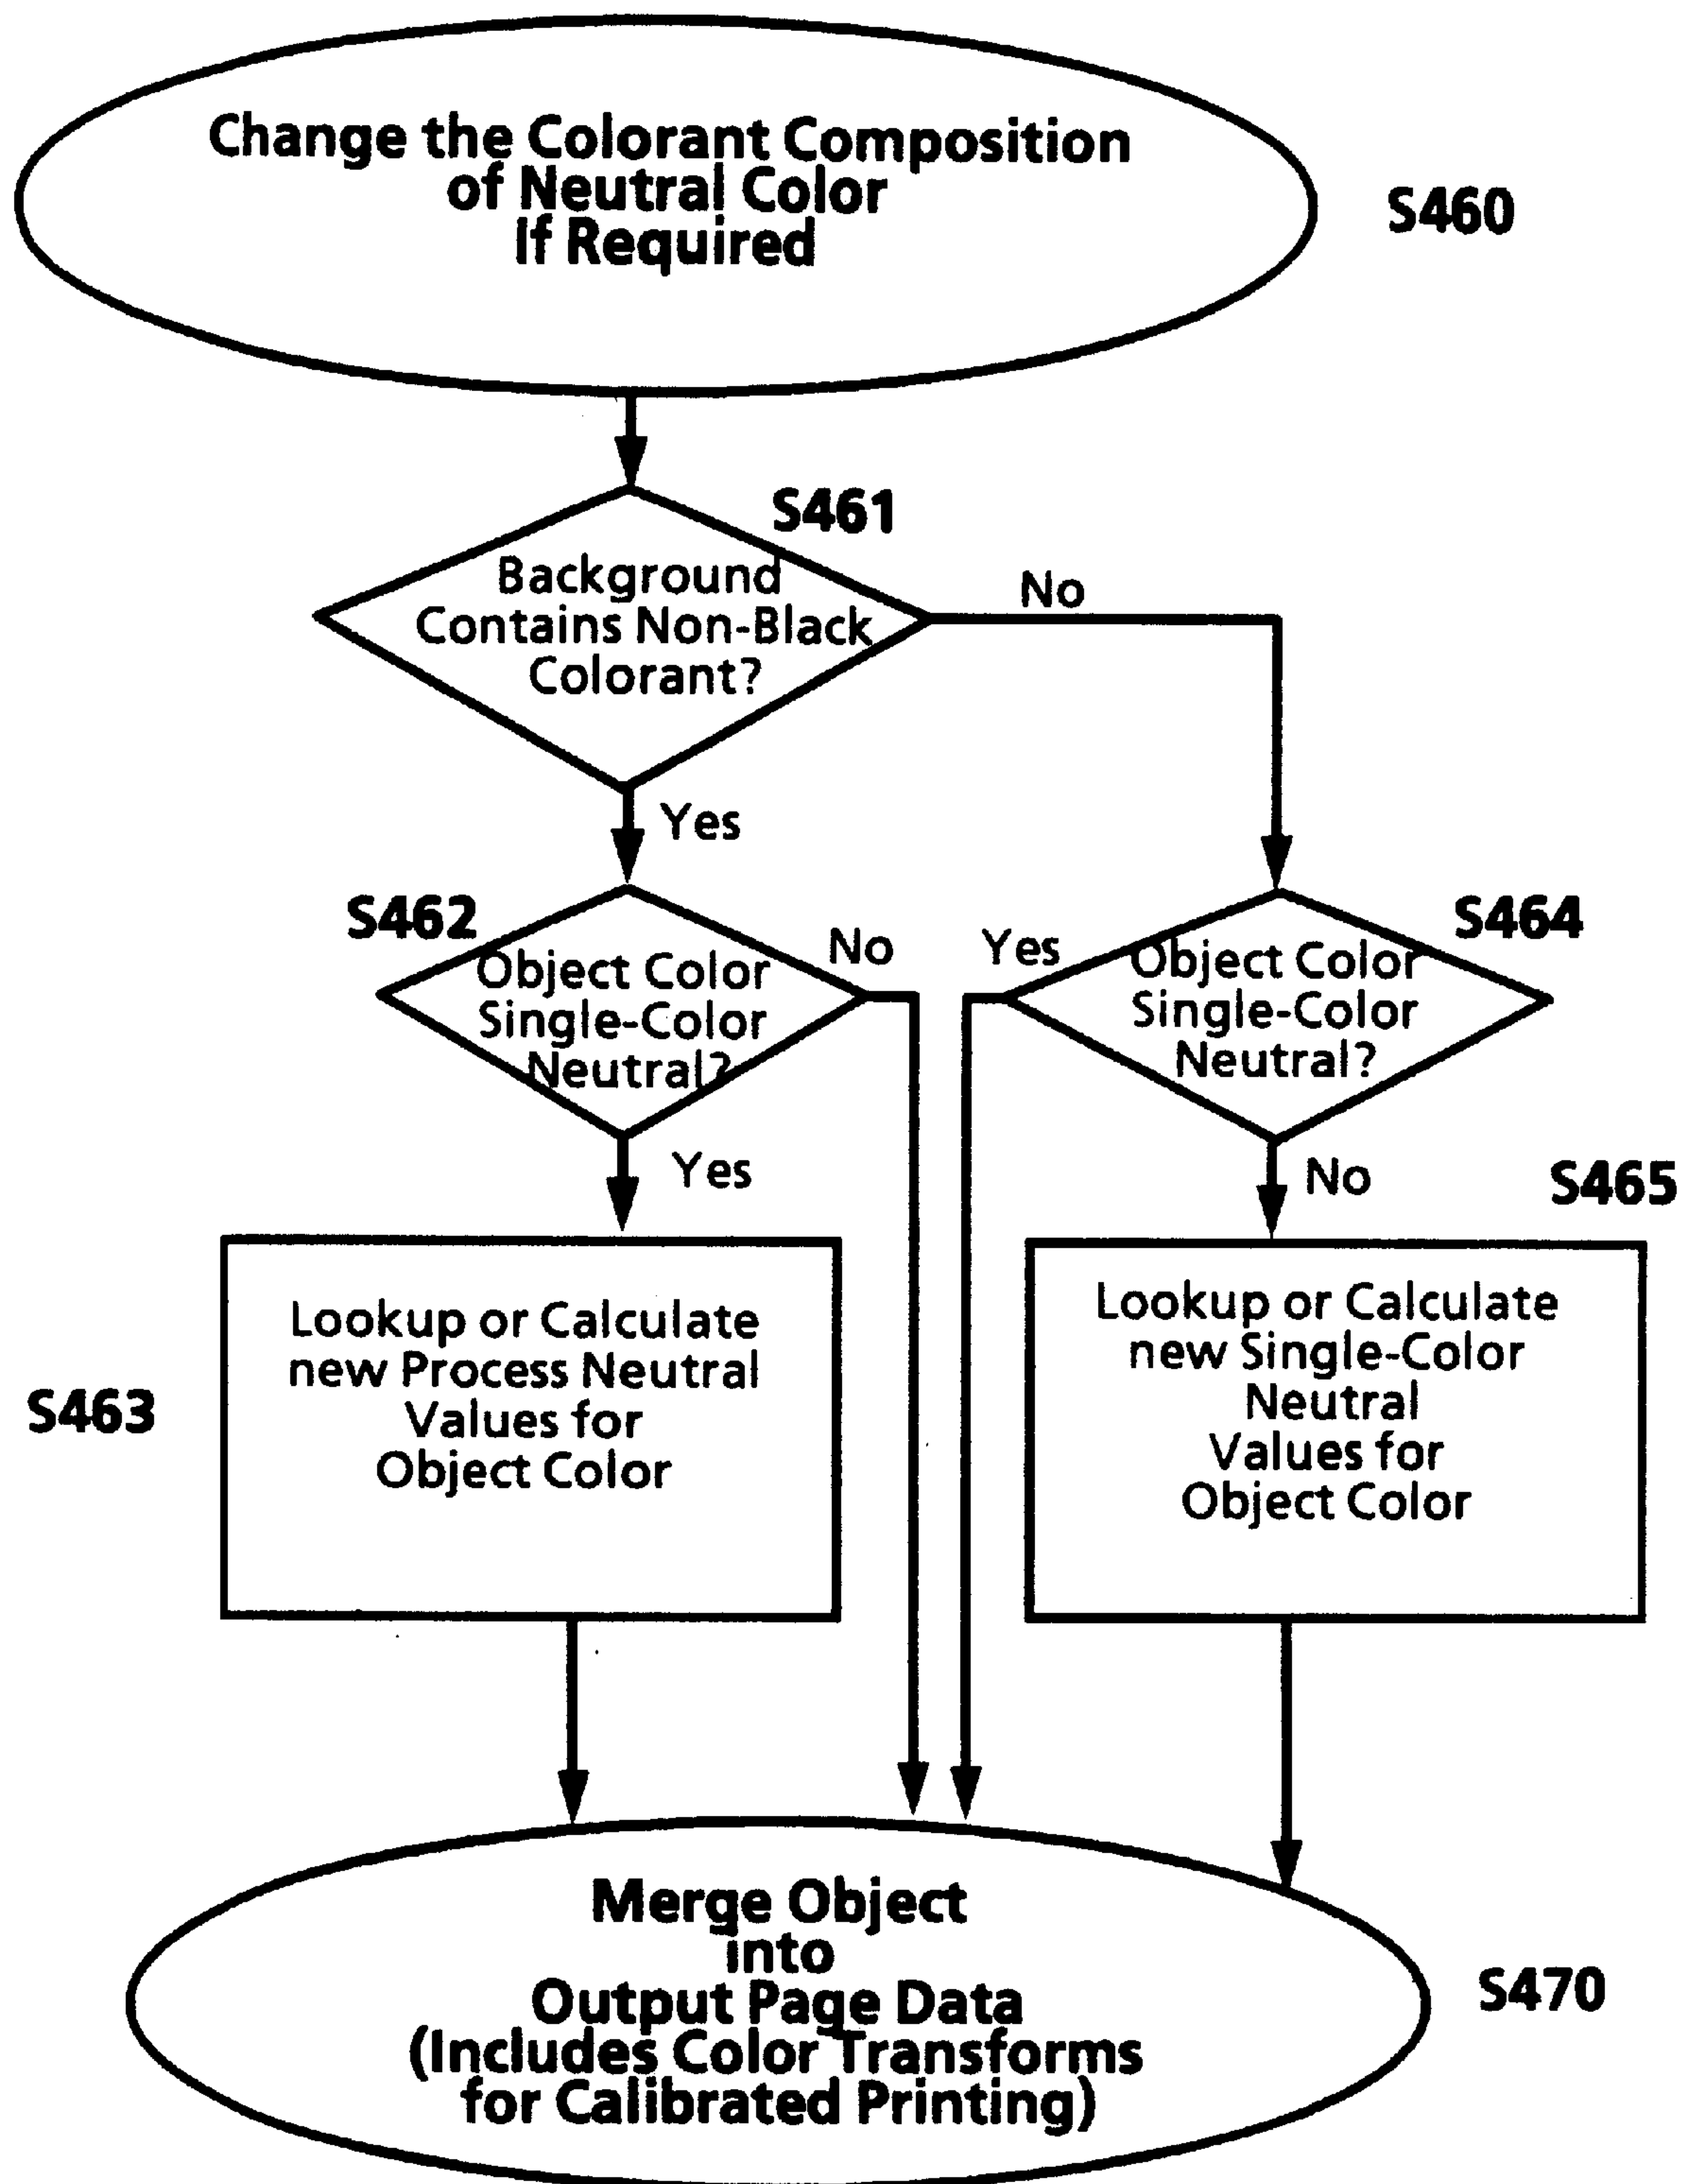 Change the Colorant Composition
of Neutral Color
If Required
S460
S461
Background
Contains Non-Black
Colorant?
No
Yes
S462
Object Color
Single-Color
Neutral?
No
Yes
S464
Object Color
Single-Color
Neutral?
Yes
No
S465
Lookup or Calculate
new Process Neutral
Values for
Object Color
S463
Lookup or Calculate
new Single-Color
Neutral
Values for
Object Color
Merge Object
into
Output Page Data
(Includes Color Transforms
for Calibrated Printing)
S470